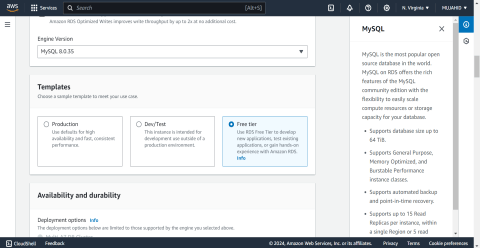 aws
Services
Search
[Alt+S]
N. Virginia
MUJAHID
Amazon RDS Optimized Writes improves write throughput by up to 2x at no additional cost.
Engine Version
MySQL 8.0.35
Templates
Choose a sample template to meet your use case.
Production
Use defaults for high
availability and fast, consistent
performance.
Dev/Test
This instance is intended for
development use outside of a
production environment.
Free tier
Use RDS Free Tier to develop
new applications, test existing
applications, or gain hands-on
experience with Amazon RDS.
Info
Availability and durability
Deployment options Info
The deployment options below are limited to those supported by the engine you selected above.
MySQL
MySQL is the most popular open
source database in the world.
MySQL on RDS offers the rich
features of the MySQL
community edition with the
flexibility to easily scale
compute resources or storage
capacity for your database.
• Supports database size up to
64 TiB.
• Supports General Purpose,
Memory Optimized, and
Burstable Performance
instance classes.
• Supports automated backup
and point-in-time recovery.
• Supports up to 15 Read
Replicas per instance, within
a single Region or 5 read
CloudShell Feedback
© 2024, Amazon Web Services, Inc. or its affiliates. Privacy Terms Cookie preferences